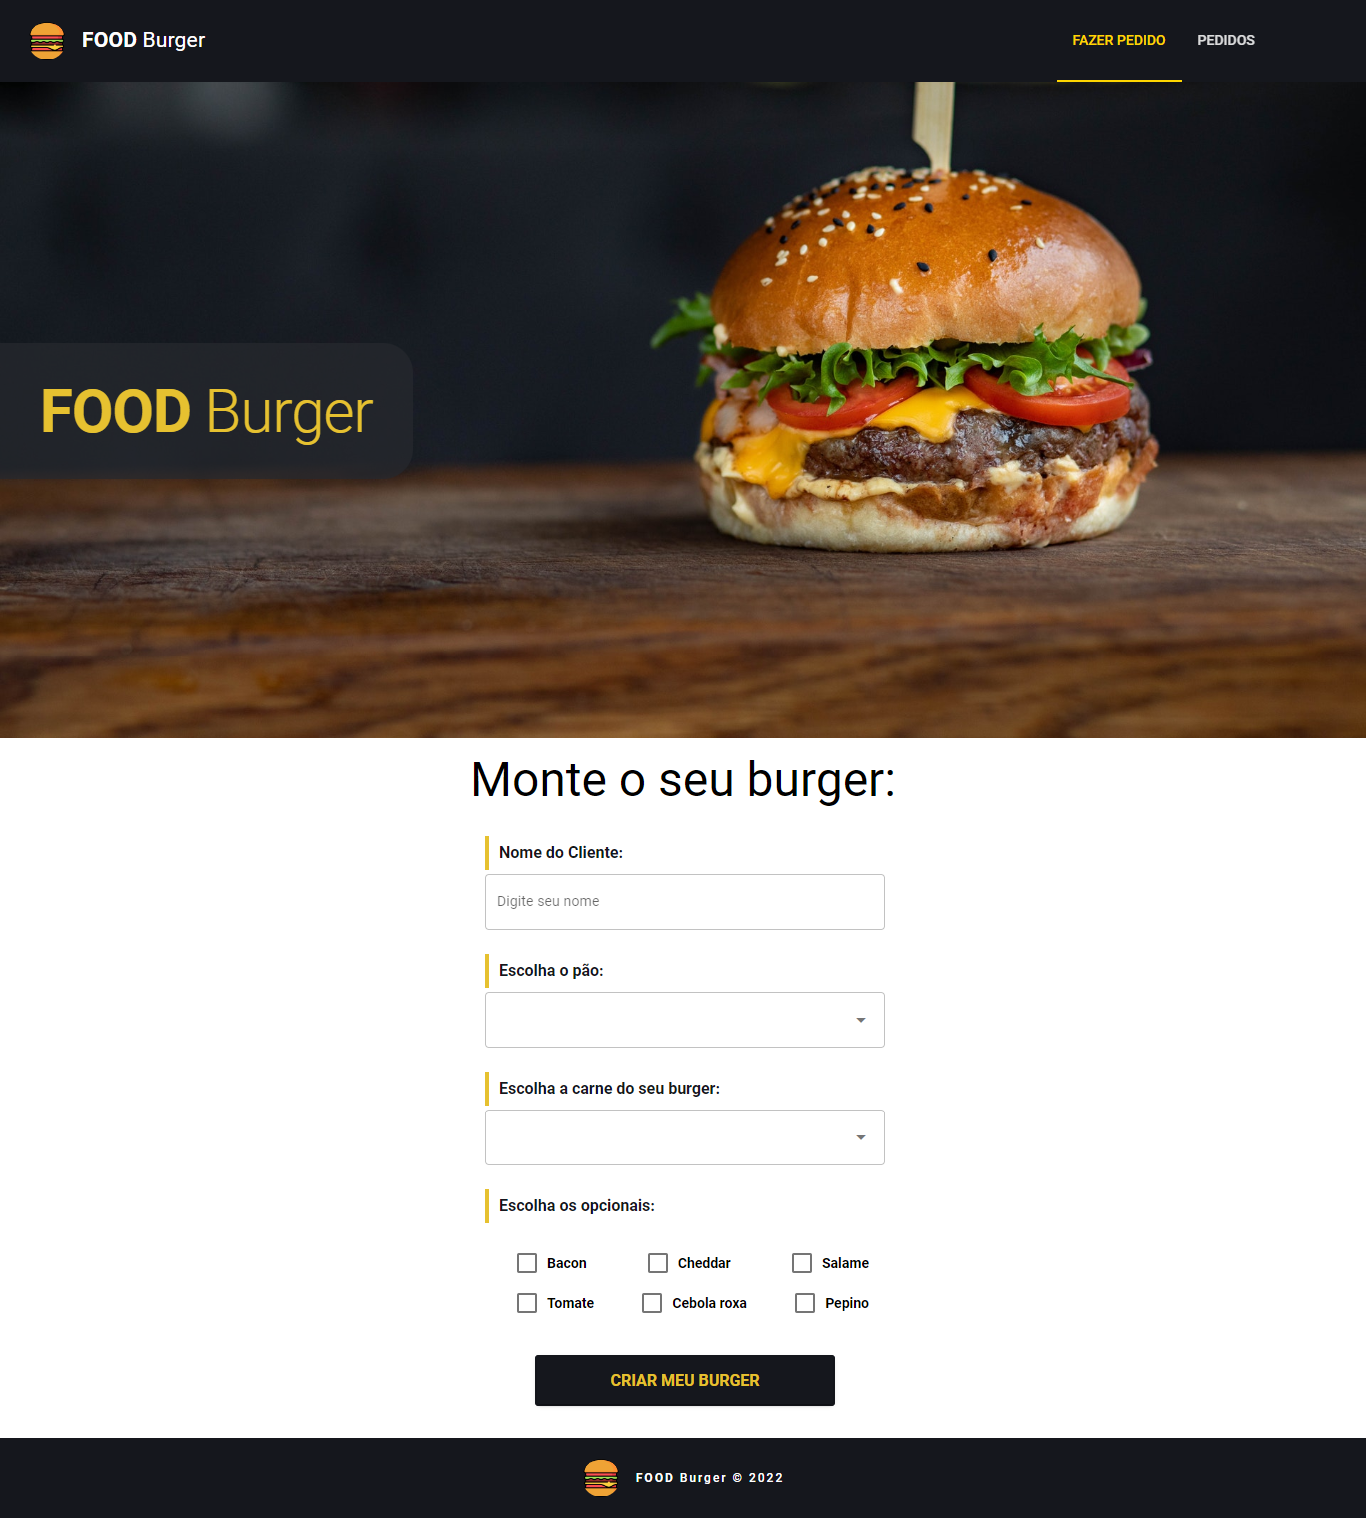 FOOD Burger
FAZER PEDIDO
PEDIDOS
FOOD Burger
Monte o seu burger:
Nome do Cliente:
Digite seu nome
Escolha o pão:
Escolha a carne do seu burger:
Escolha os opcionais:
Bacon
Cheddar
Salame
Tomate
Cebola roxa
Pepino
CRIAR MEU BURGER
FOOD Burger © 2022